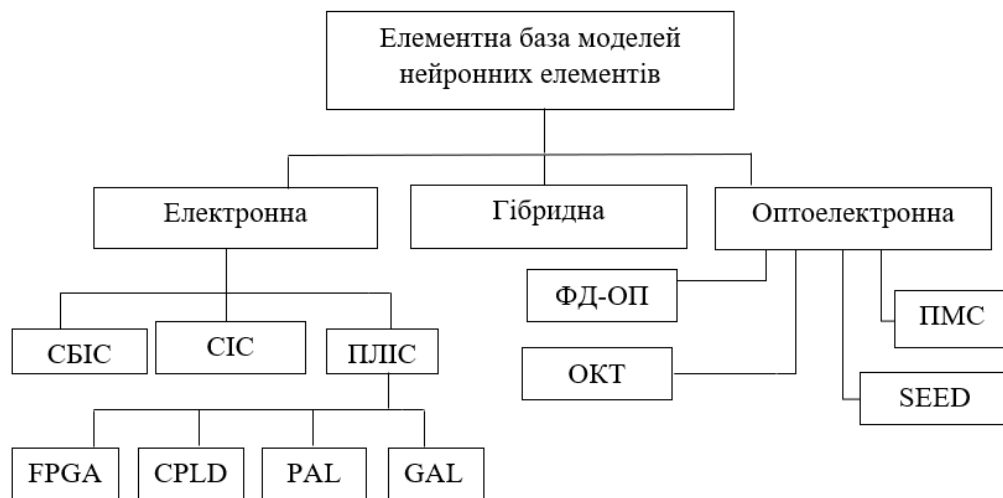 Елементна база моделей
нейронних елементів
Електронна
Гібридна
Оптоелектронна
ФД-ОП
ПМС
СБІС
СІС
ПЛІС
ОКТ
SEED
FPGA
CPLD
PAL
GAL